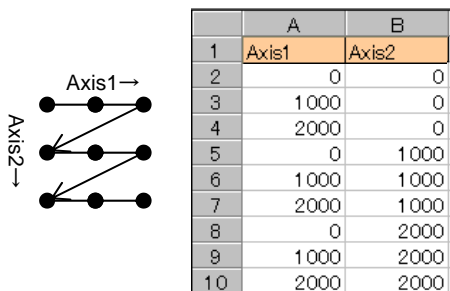 Axis1→
Axis2→
A B
1 Axis1 Axis2
2 0 0
3 1000 0
4 2000 0
5 0 1000
6 1000 1000
7 2000 1000
8 0 2000
9 1000 2000
10 2000 2000